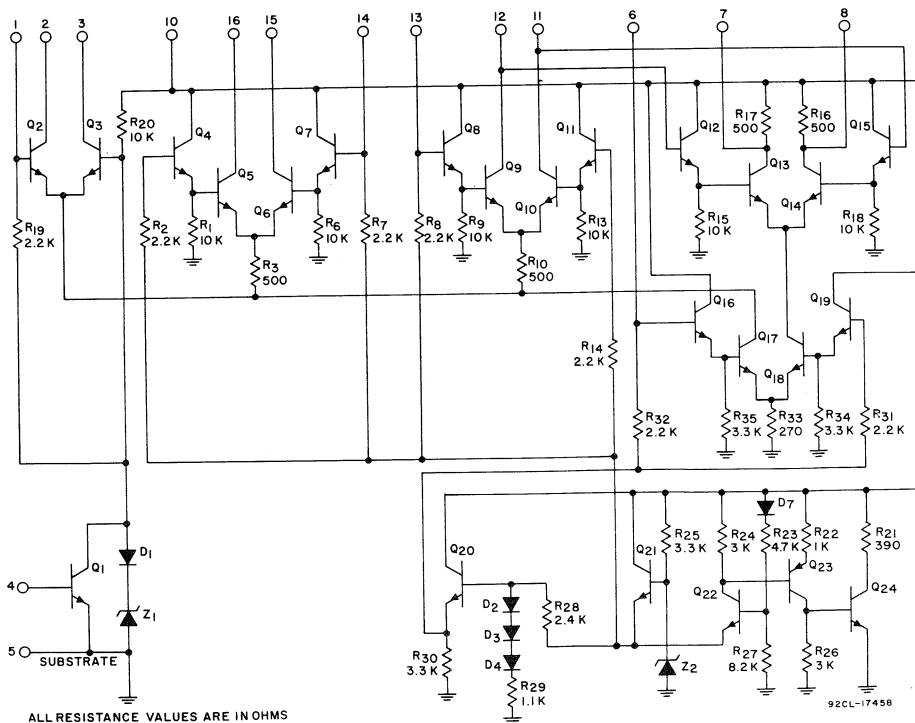 1 2 3 10 16 15 14 13 12 11 6 7 8
Q2 Q3 R20 10 K Q4 Q7 Q8 Q11 Q12 R17 500 R16 500 Q15
Q5 Q6 Q9 Q10 Q13 Q14
R19 2.2 K R2 2.2 K R1 10 K R6 10 K R7 2.2 K R8 2.2 K R9 10 K R13 10 K R15 10 K R18 10 K
R3 500 R10 500
Q16 Q17 Q18 Q19
R14 2.2 K
R32 2.2 K R35 3.3 K R33 270 R34 3.3 K R31 2.2 K
4 Q1 D1 Z1
Q20 D2 D3 D4 R28 2.4 K Q21 R25 3.3 K R24 3 K D7 R23 4.7 K R22 1 K Q23 R21 390
Q22 Q24
5 SUBSTRATE
R30 3.3 K R29 1.1 K Z2 R27 8.2 K R26 3 K
92CL-17458
ALL RESISTANCE VALUES ARE IN OHMS